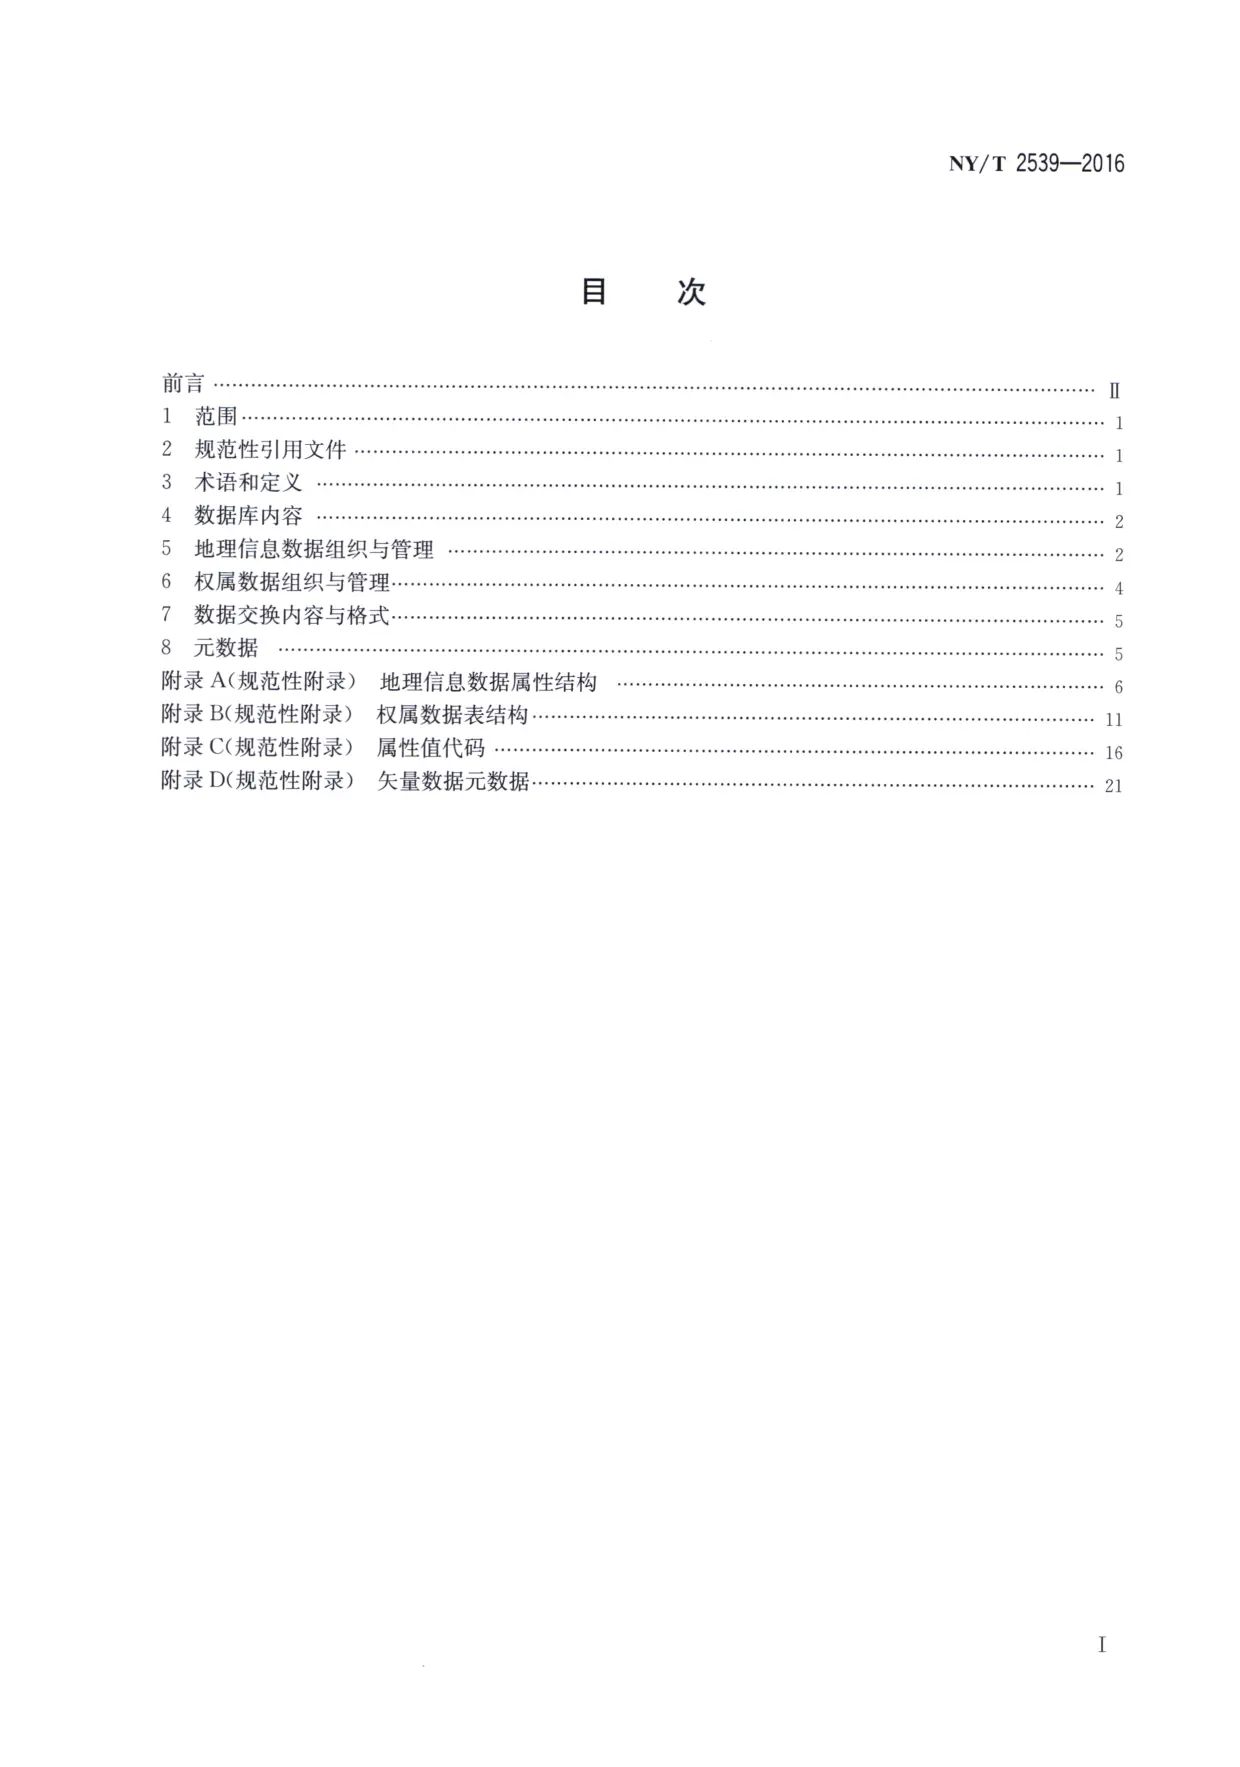 NY/T 2539—2016
目 次
前言 …………………… Ⅱ
1 范围 …………………… 1
2 规范性引用文件 …………………… 1
3 术语和定义 …………………… 1
4 数据库内容 …………………… 2
5 地理信息数据组织与管理 …………………… 2
6 权属数据组织与管理 …………………… 4
7 数据交换内容与格式 …………………… 5
8 元数据 …………………… 5
附录 A(规范性附录) 地理信息数据属性结构 …………………… 6
附录 B(规范性附录) 权属数据表结构 …………………… 11
附录 C(规范性附录) 属性值代码 …………………… 16
附录 D(规范性附录) 矢量数据元数据 …………………… 21
Ⅰ